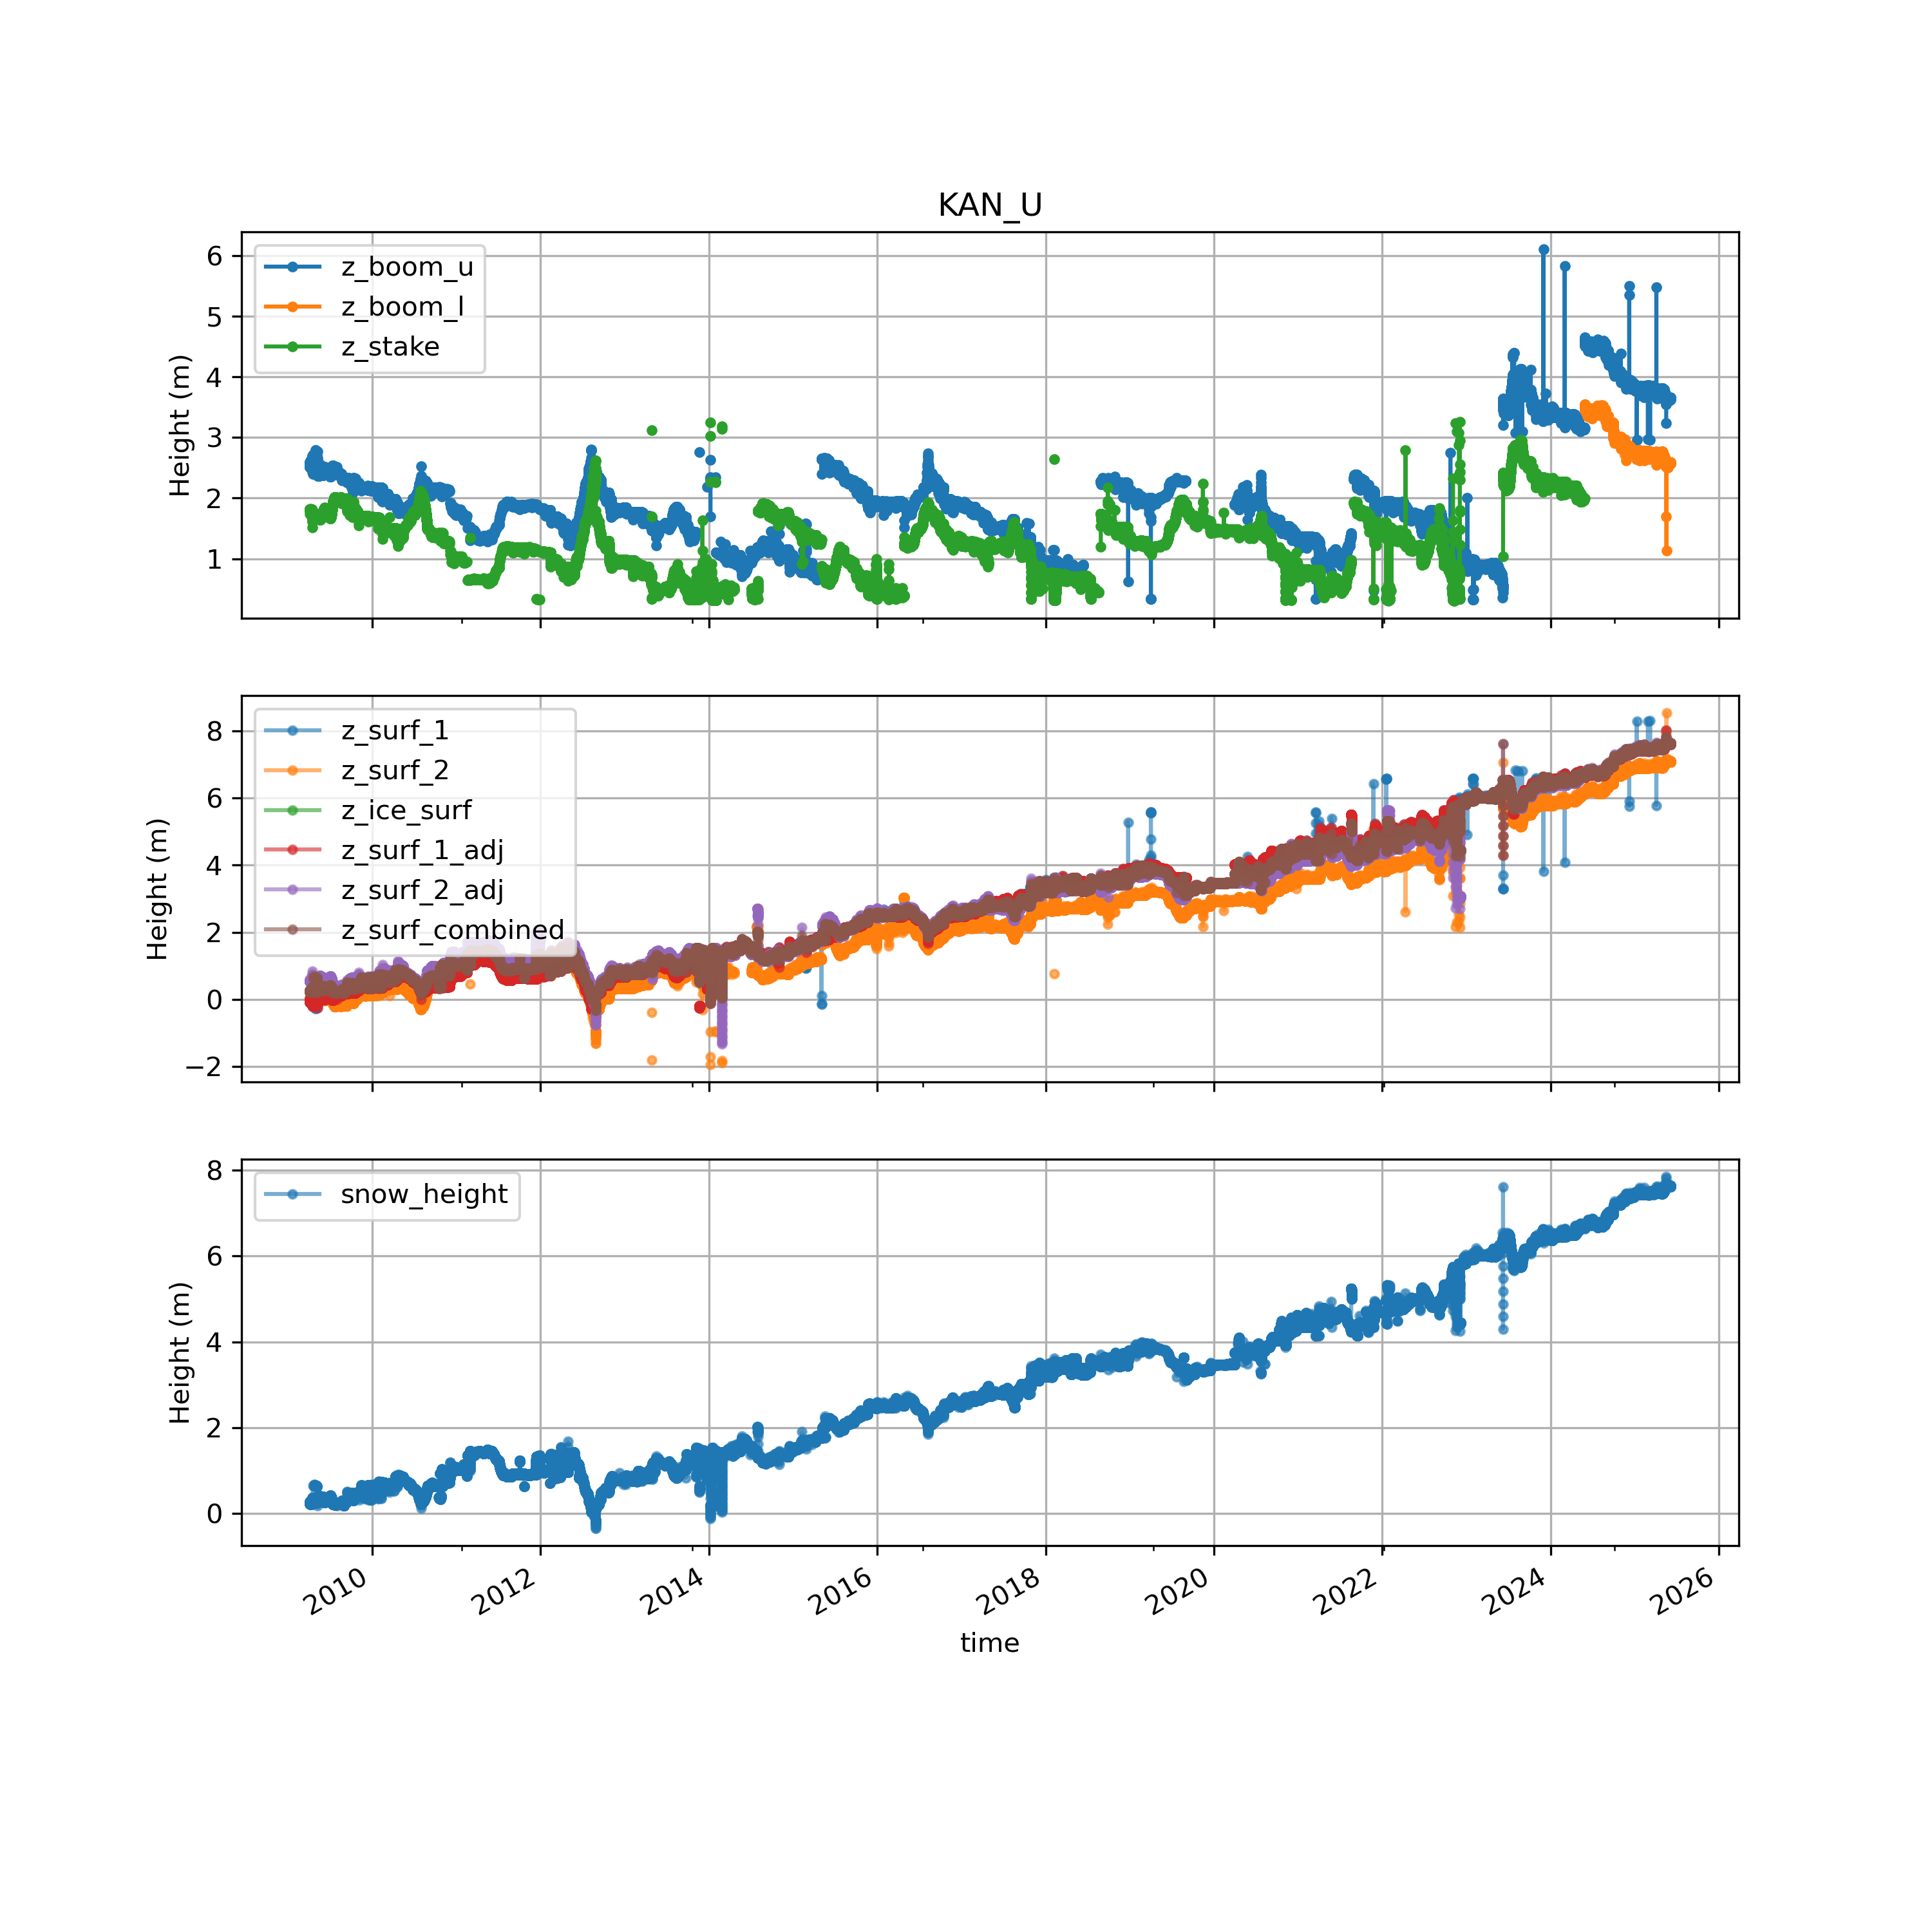 KAN_U
6
5
4
3
2
1
Height (m)
z_boom_u
z_boom_l
z_stake
8
6
4
2
0
−2
Height (m)
z_surf_1
z_surf_2
z_ice_surf
z_surf_1_adj
z_surf_2_adj
z_surf_combined
8
6
4
2
0
Height (m)
snow_height
2010 2012 2014 2016 2018 2020 2022 2024 2026
time